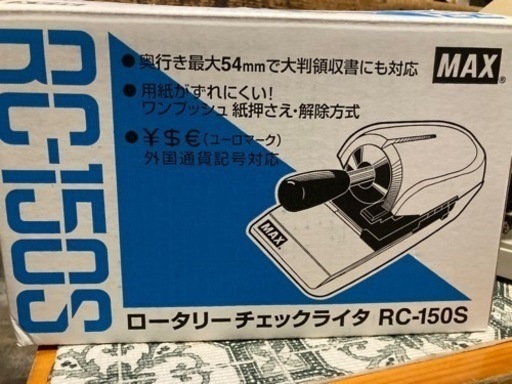 RC-150S
● 奥行き最大54mmで大判領収書にも対応
MAX
● 用紙がずれにくい!
ワンプッシュ 紙押さえ・解除方式
● ¥$€(ユーロマーク)
外国通貨記号対応
MAX
ロータリーチェックライタ RC-150S